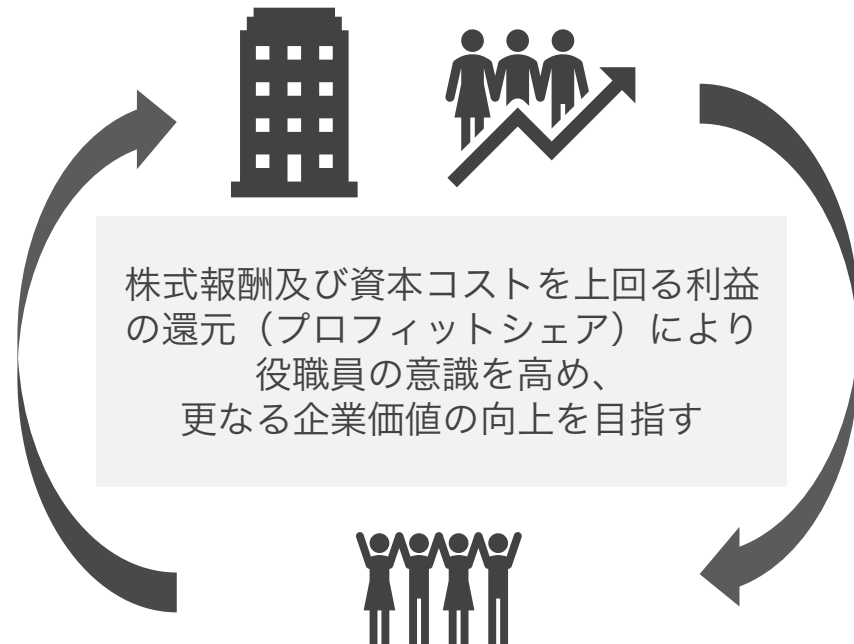 株式報酬及び資本コストを上回る利益
の還元（プロフィットシェア）により
役職員の意識を高め、
更なる企業価値の向上を目指す